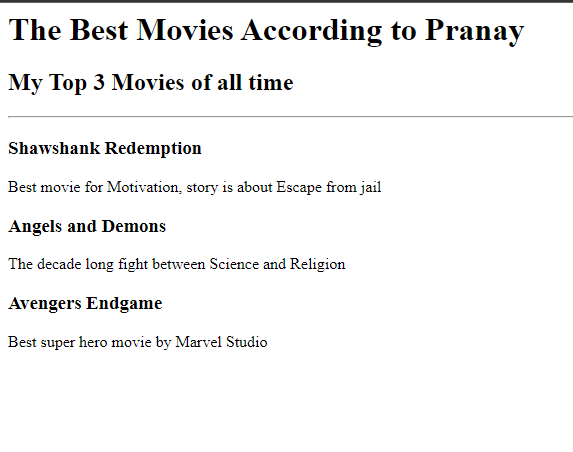 The Best Movies According to Pranay
My Top 3 Movies of all time
Shawshank Redemption
Best movie for Motivation, story is about Escape from jail
Angels and Demons
The decade long fight between Science and Religion
Avengers Endgame
Best super hero movie by Marvel Studio